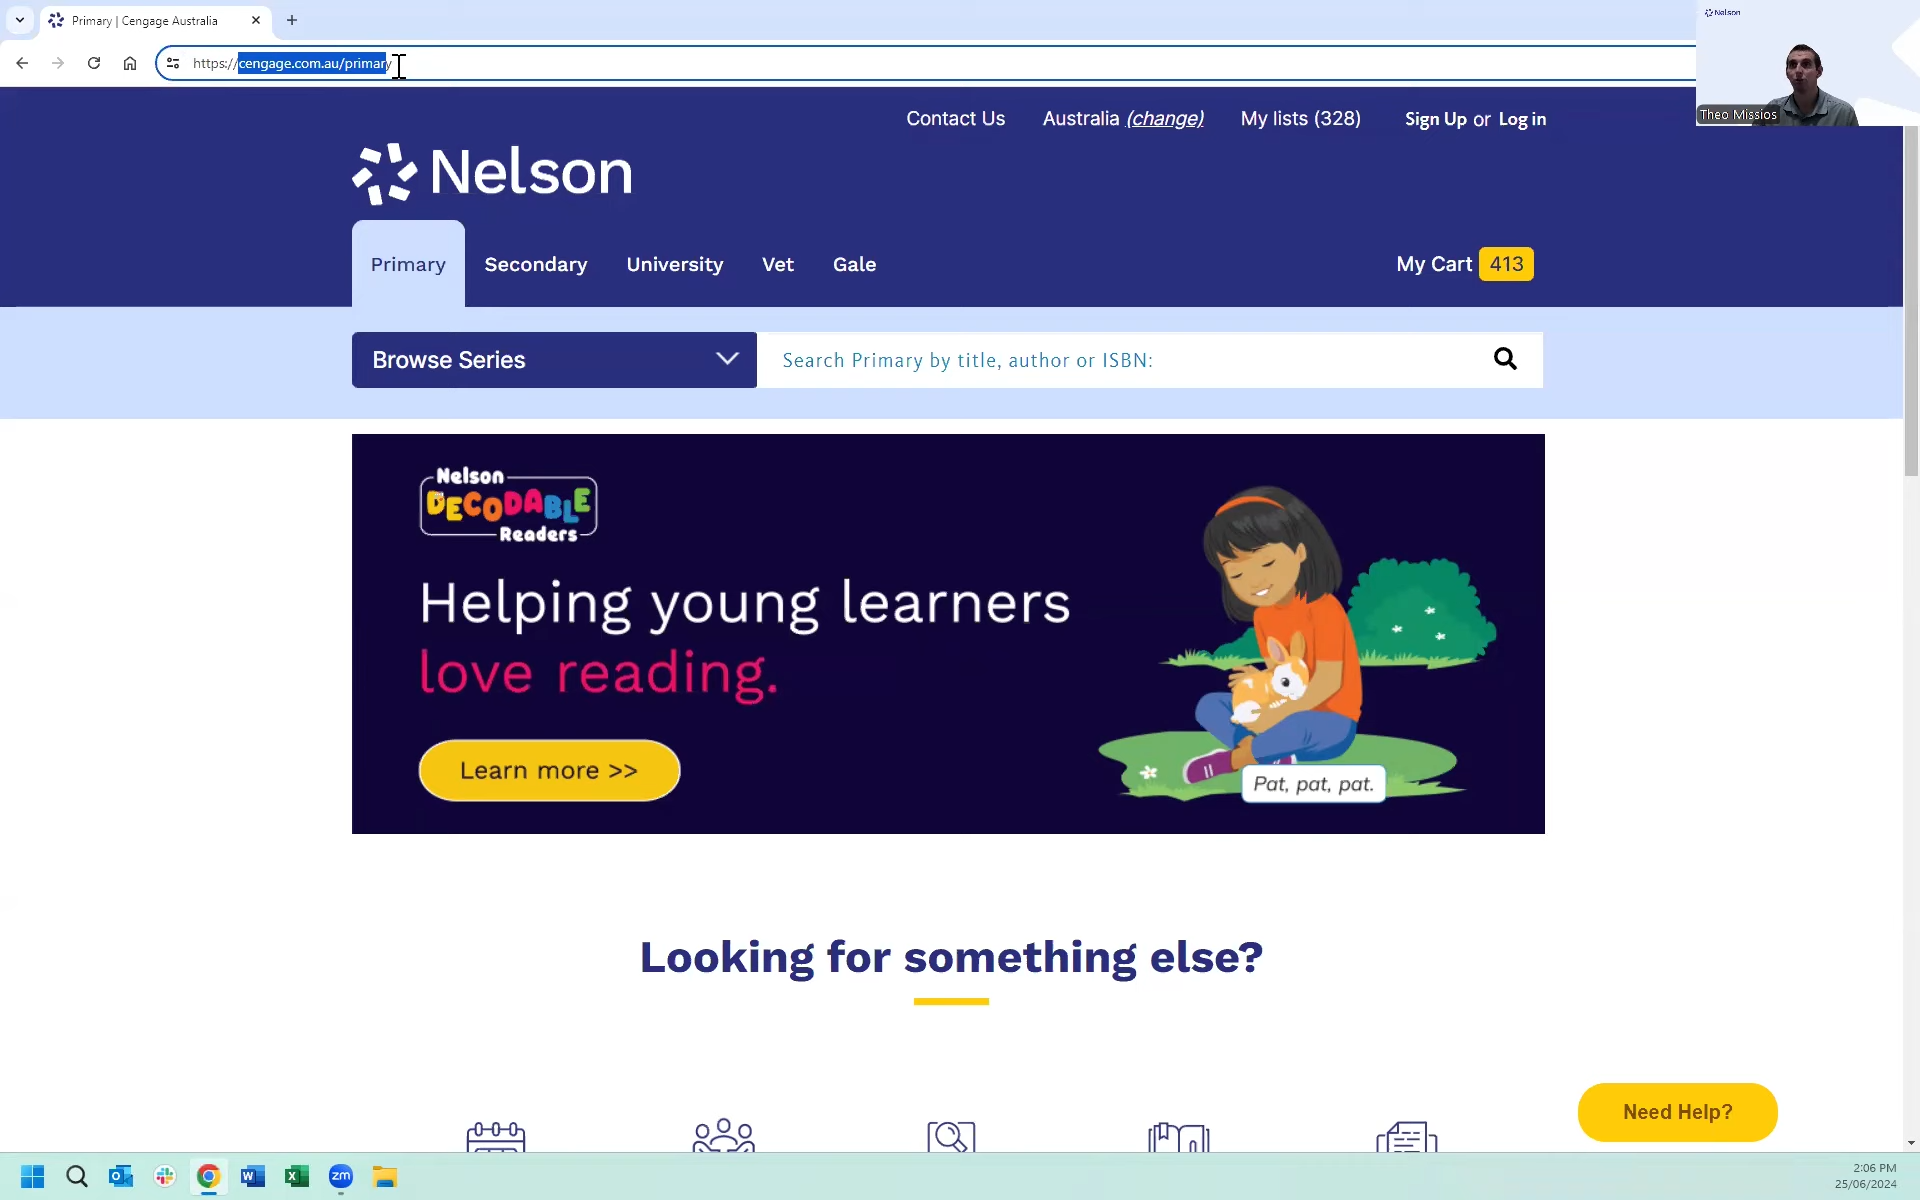 Primary | Cengage Australia
https://cengage.com.au/primary
Nelson
Theo Missios
Contact Us
Australia (change)
My lists (328)
Sign Up or Log in
Nelson
Primary
Secondary
University
Vet
Gale
My Cart 413
Browse Series
Search Primary by title, author or ISBN:
Nelson
DECODABLE
Readers
Helping young learners
love reading.
Learn more >>
Pat, pat, pat.
Looking for something else?
Need Help?
zm
2:06 PM
25/06/2024